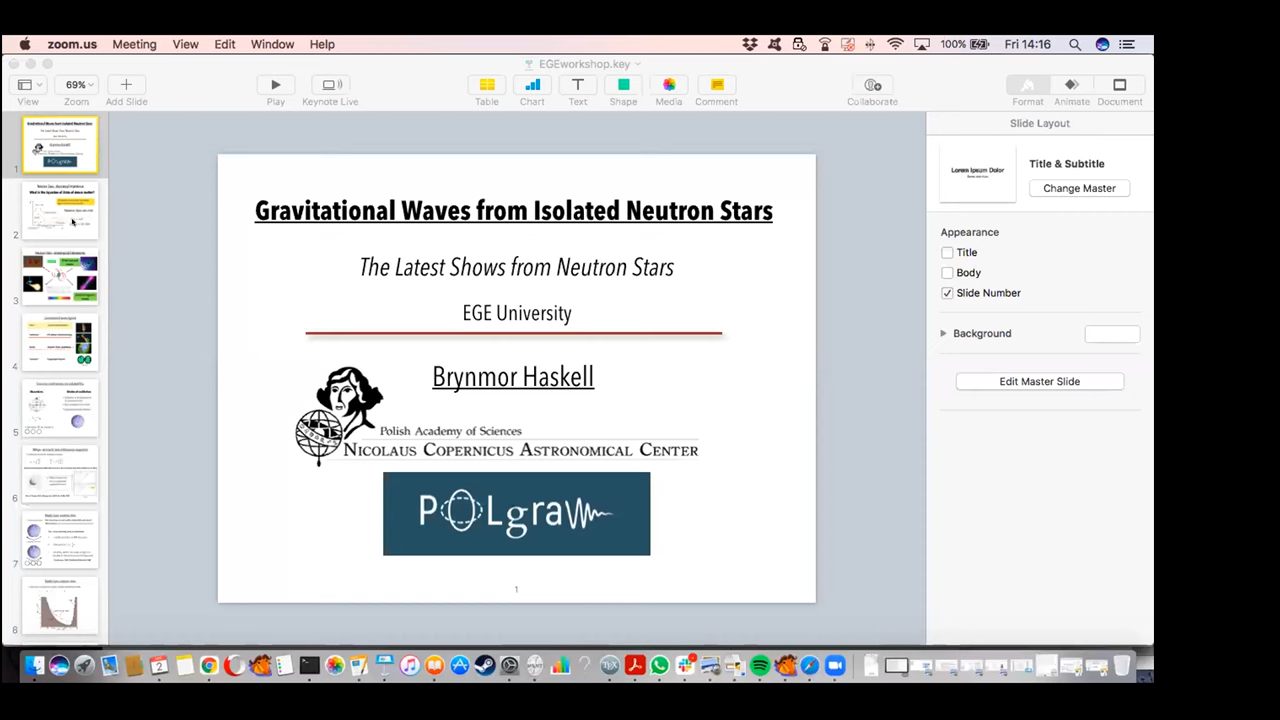 zoom.us Meeting View Edit Window Help 100% Fri 14:16
EGEworkshop.key
69%
View Zoom Add Slide Play Keynote Live Table Chart Text Shape Media Comment Collaborate Format Animate Document
Slide Layout
Lorem Ipsum Dolor
Title & Subtitle
Change Master
Appearance
Title
Body
Slide Number
Background
Edit Master Slide
1
2
3
4
5
6
7
8
Gravitational Waves from Isolated Neutron Stars
The Latest Shows from Neutron Stars
EGE University
Brynmor Haskell
Polish Academy of Sciences
Nicolaus Copernicus Astronomical Center
POLgraw
1